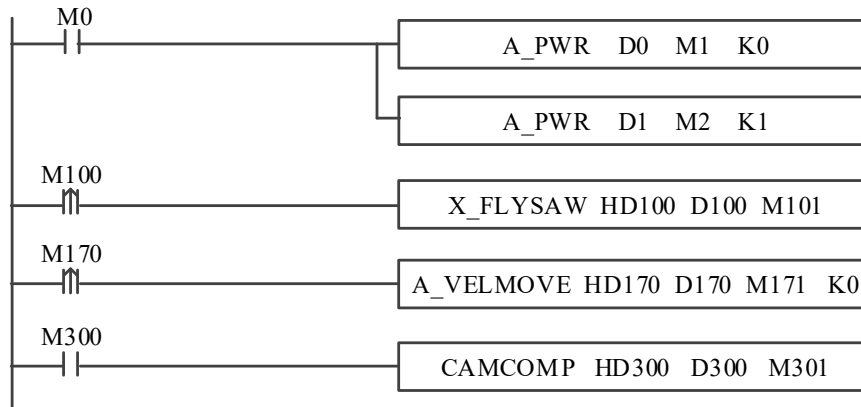 M0
A_PWR D0 M1 K0
A_PWR D1 M2 K1
M100
X_FLYSAW HD100 D100 M101
M170
A_VELMOVE HD170 D170 M171 K0
M300
CAMCOMP HD300 D300 M301